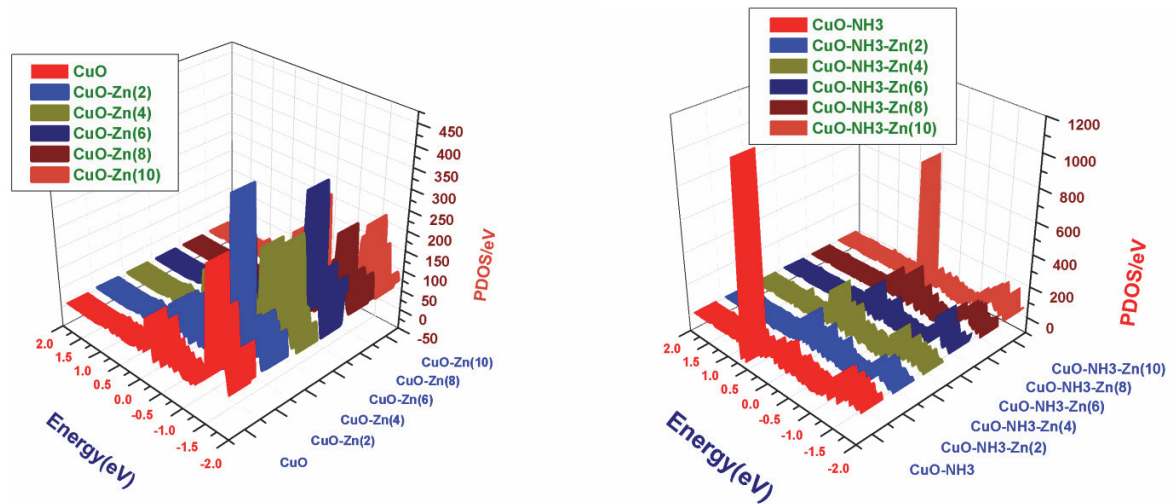 CuO
CuO-Zn(2)
CuO-Zn(4)
CuO-Zn(6)
CuO-Zn(8)
CuO-Zn(10)
450
400
350
300
250
200
150
100
50
0
-50
PDOS/eV
2.0
1.5
1.0
0.5
0.0
-0.5
-1.0
-1.5
-2.0
Energy(eV)
CuO-Zn(10)
CuO-Zn(8)
CuO-Zn(6)
CuO-Zn(4)
CuO-Zn(2)
CuO
CuO-NH3
CuO-NH3-Zn(2)
CuO-NH3-Zn(4)
CuO-NH3-Zn(6)
CuO-NH3-Zn(8)
CuO-NH3-Zn(10)
1200
1000
800
600
400
200
0
PDOS/eV
2.0
1.5
1.0
0.5
0.0
-0.5
-1.0
-1.5
-2.0
Energy(eV)
CuO-NH3-Zn(10)
CuO-NH3-Zn(8)
CuO-NH3-Zn(6)
CuO-NH3-Zn(4)
CuO-NH3-Zn(2)
CuO-NH3